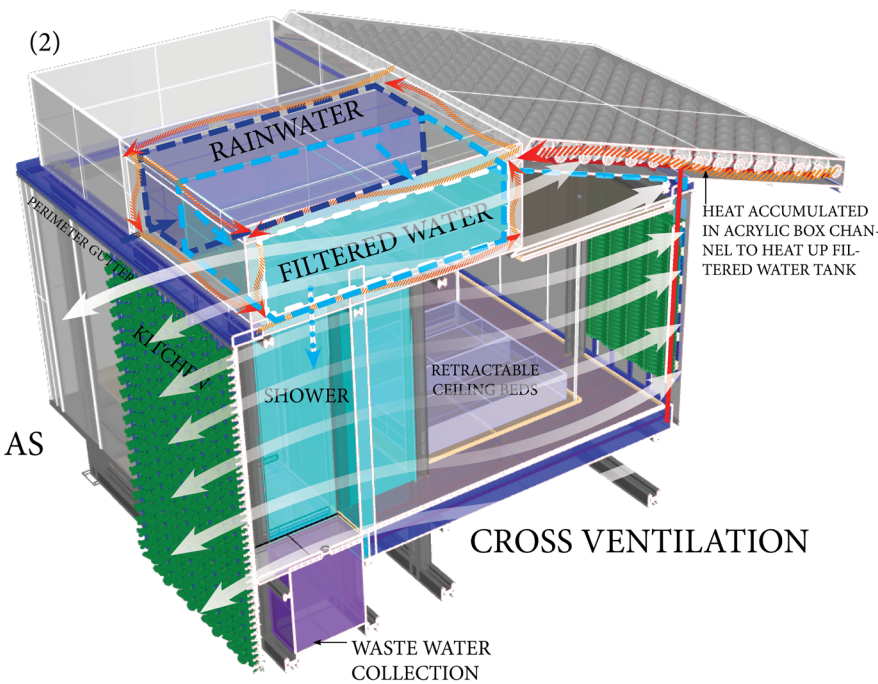 (2)
RAINWATER
PERIMETER GUTTER
FILTERED WATER
HEAT ACCUMULATED
IN ACRYLIC BOX CHAN-
NEL TO HEAT UP FIL-
TERED WATER TANK
KITCHEN
SHOWER
RETRACTABLE
CEILING BEDS
AS
CROSS VENTILATION
WASTE WATER
COLLECTION